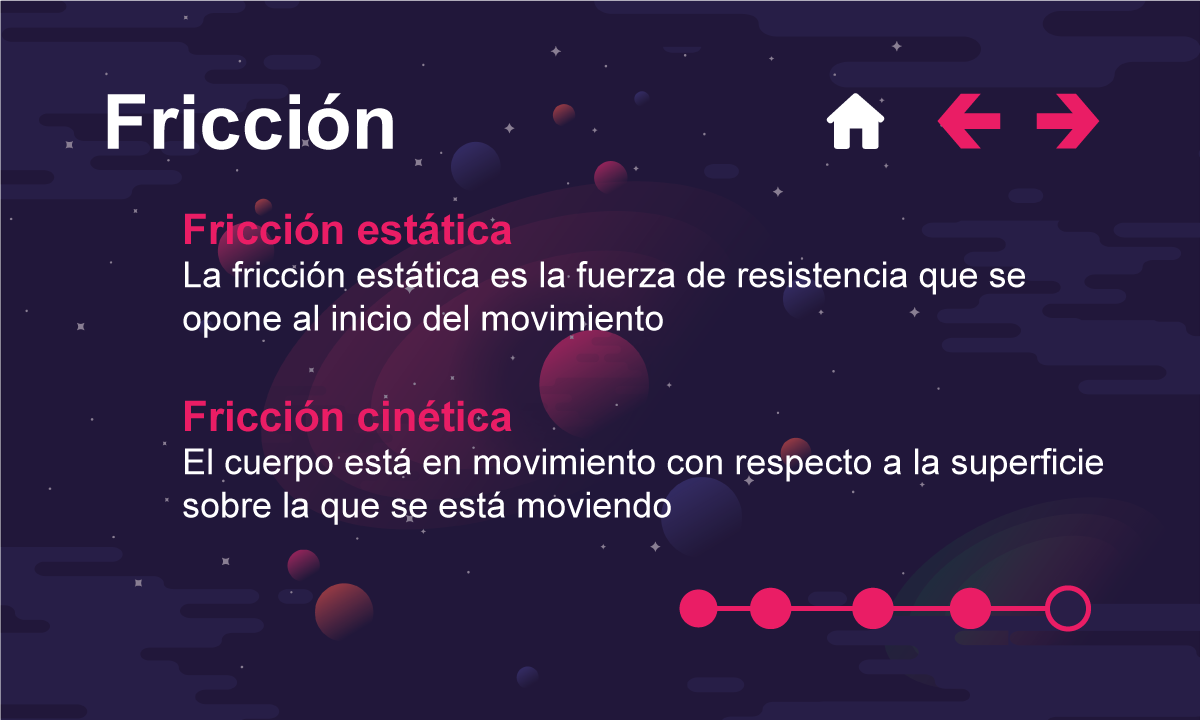 Fricción
Fricción estática
La fricción estática es la fuerza de resistencia que se
opone al inicio del movimiento
Fricción cinética
El cuerpo está en movimiento con respecto a la superficie
sobre la que se está moviendo